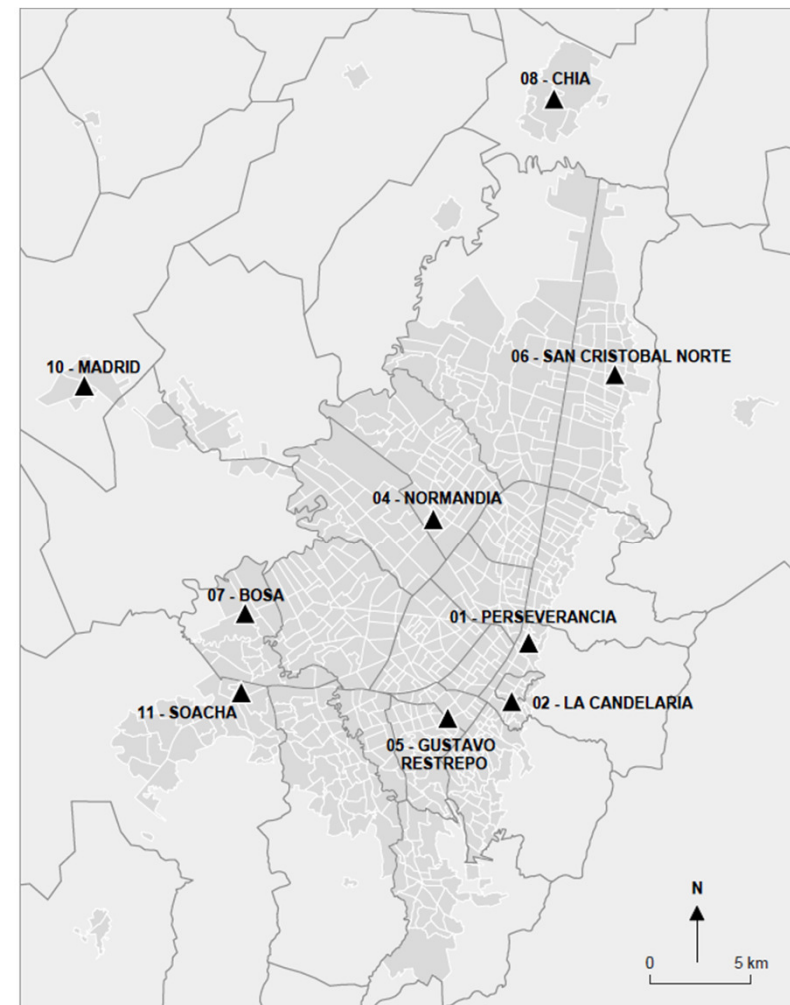 08 - CHIA
06 - SAN CRISTOBAL NORTE
10 - MADRID
04 - NORMANDIA
07 - BOSA
01 - PERSEVERANCIA
02 - LA CANDELARIA
11 - SOACHA
05 - GUSTAVO
RESTREPO
N
0 5 km